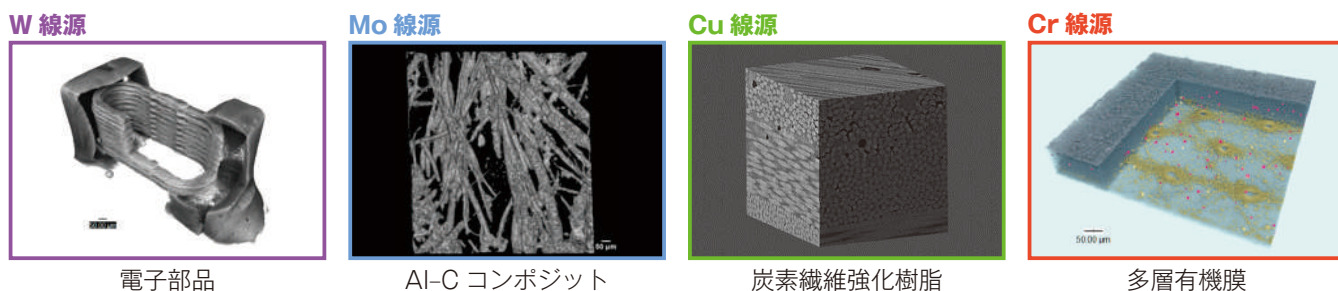 W 線源
Mo 線源
Cu 線源
Cr 線源
50.00 μm
50 μm
50.00 μm
電子部品
Al-C コンポジット
炭素繊維強化樹脂
多層有機膜